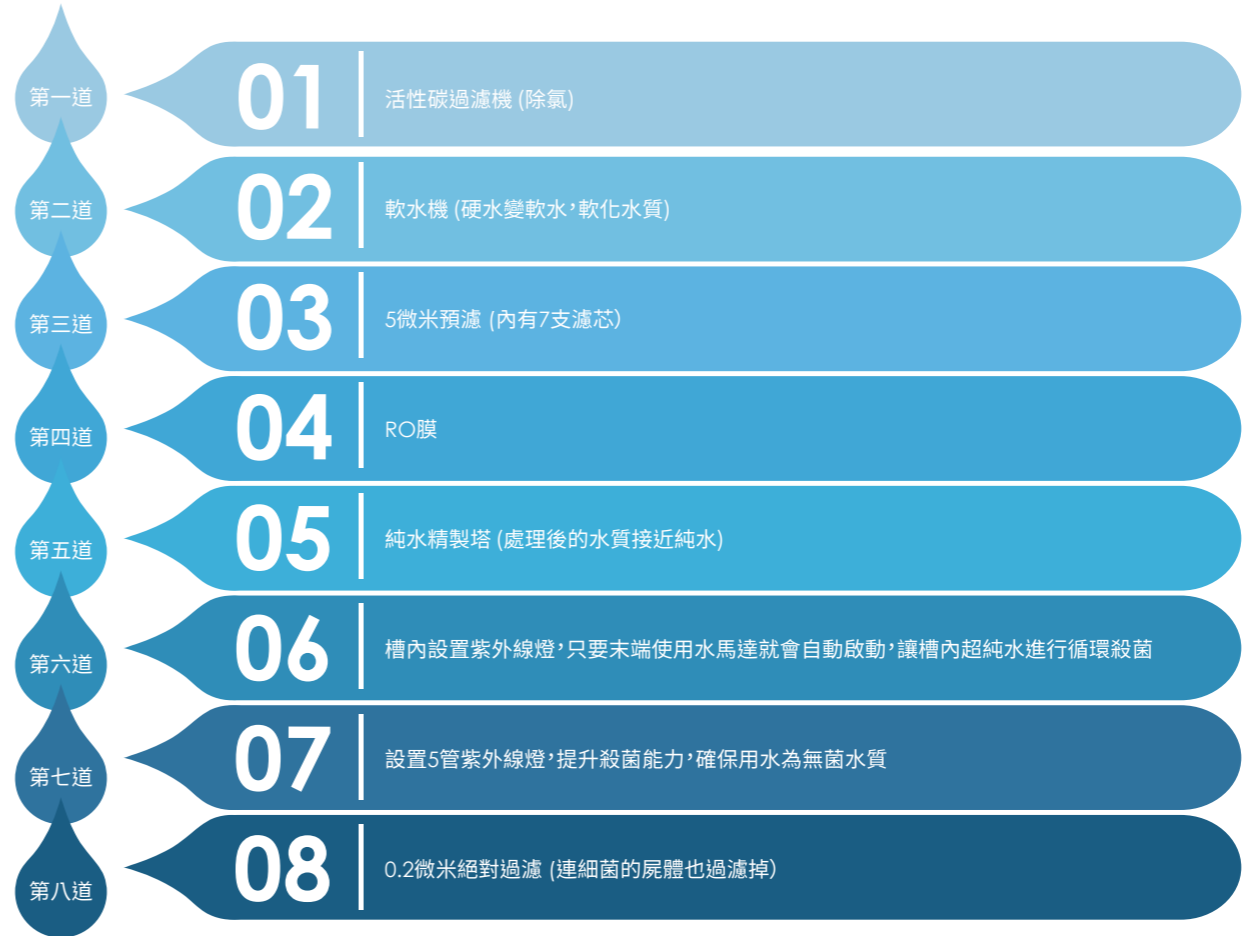 第一道
01
活性碳過濾機 (除氯)
第二道
02
軟水機 (硬水變軟水,軟化水質)
第三道
03
5微米預濾 (內有7支濾芯)
第四道
04
RO膜
第五道
05
純水精製塔 (處理後的水質接近純水)
第六道
06
槽內設置紫外線燈,只要末端使用水馬達就會自動啟動,讓槽內超純水進行循環殺菌
第七道
07
設置5管紫外線燈,提升殺菌能力,確保用水為無菌水質
第八道
08
0.2微米絕對過濾 (連細菌的屍體也過濾掉)